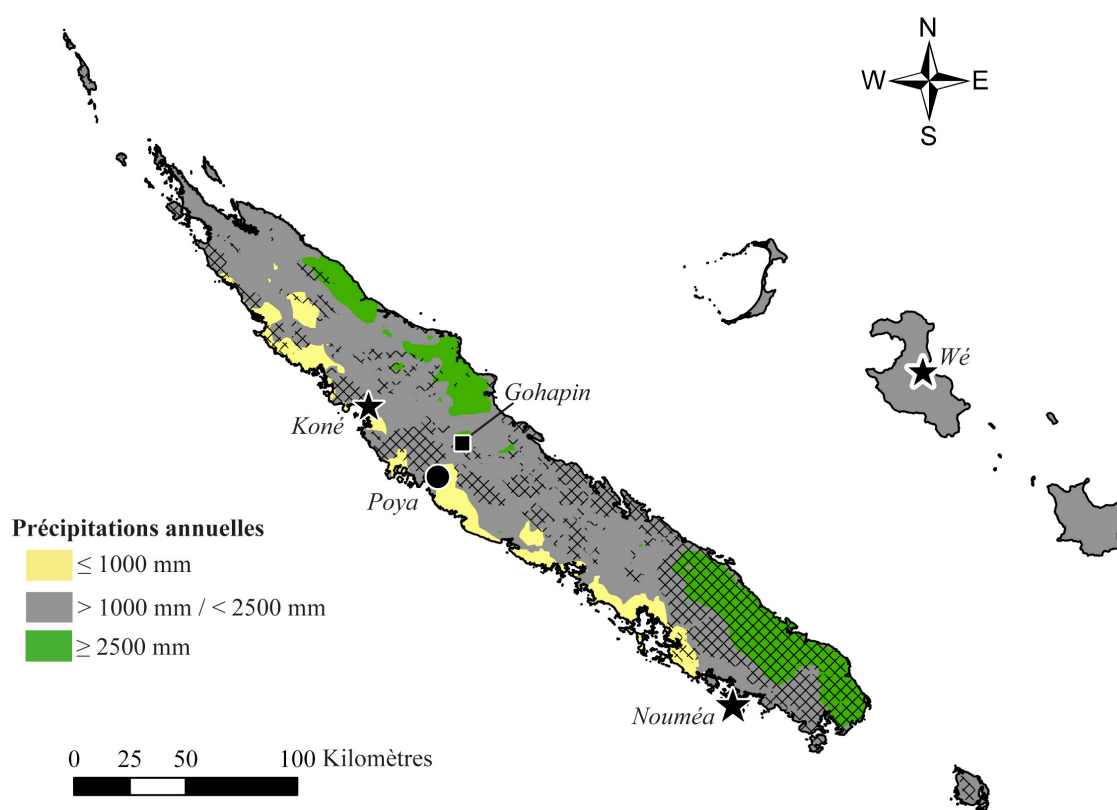 N
W E
S
Wé
Gohapin
Koné
Poya
Précipitations annuelles
≤ 1000 mm
> 1000 mm / < 2500 mm
≥ 2500 mm
Nouméa
0 25 50 100 Kilomètres